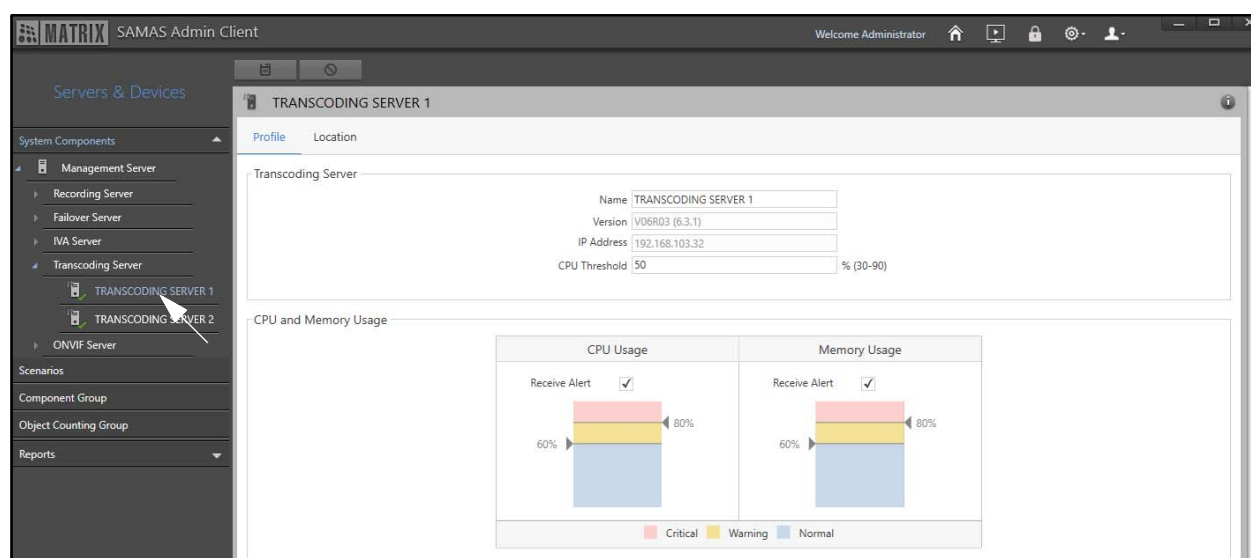 MATRIX SAMAS Admin Client
Welcome Administrator
Servers & Devices
System Components
Management Server
Recording Server
Failover Server
IVA Server
Transcoding Server
TRANSCODING SERVER 1
TRANSCODING SERVER 2
ONVIF Server
Scenarios
Component Group
Object Counting Group
Reports
TRANSCODING SERVER 1
Profile Location
Transcoding Server
Name TRANSCODING SERVER 1
Version V06R03 (6.3.1)
IP Address 192.168.103.32
CPU Threshold 50 % (30-90)
CPU and Memory Usage
CPU Usage Memory Usage
Receive Alert Receive Alert
80% 80%
60% 60%
Critical Warning Normal